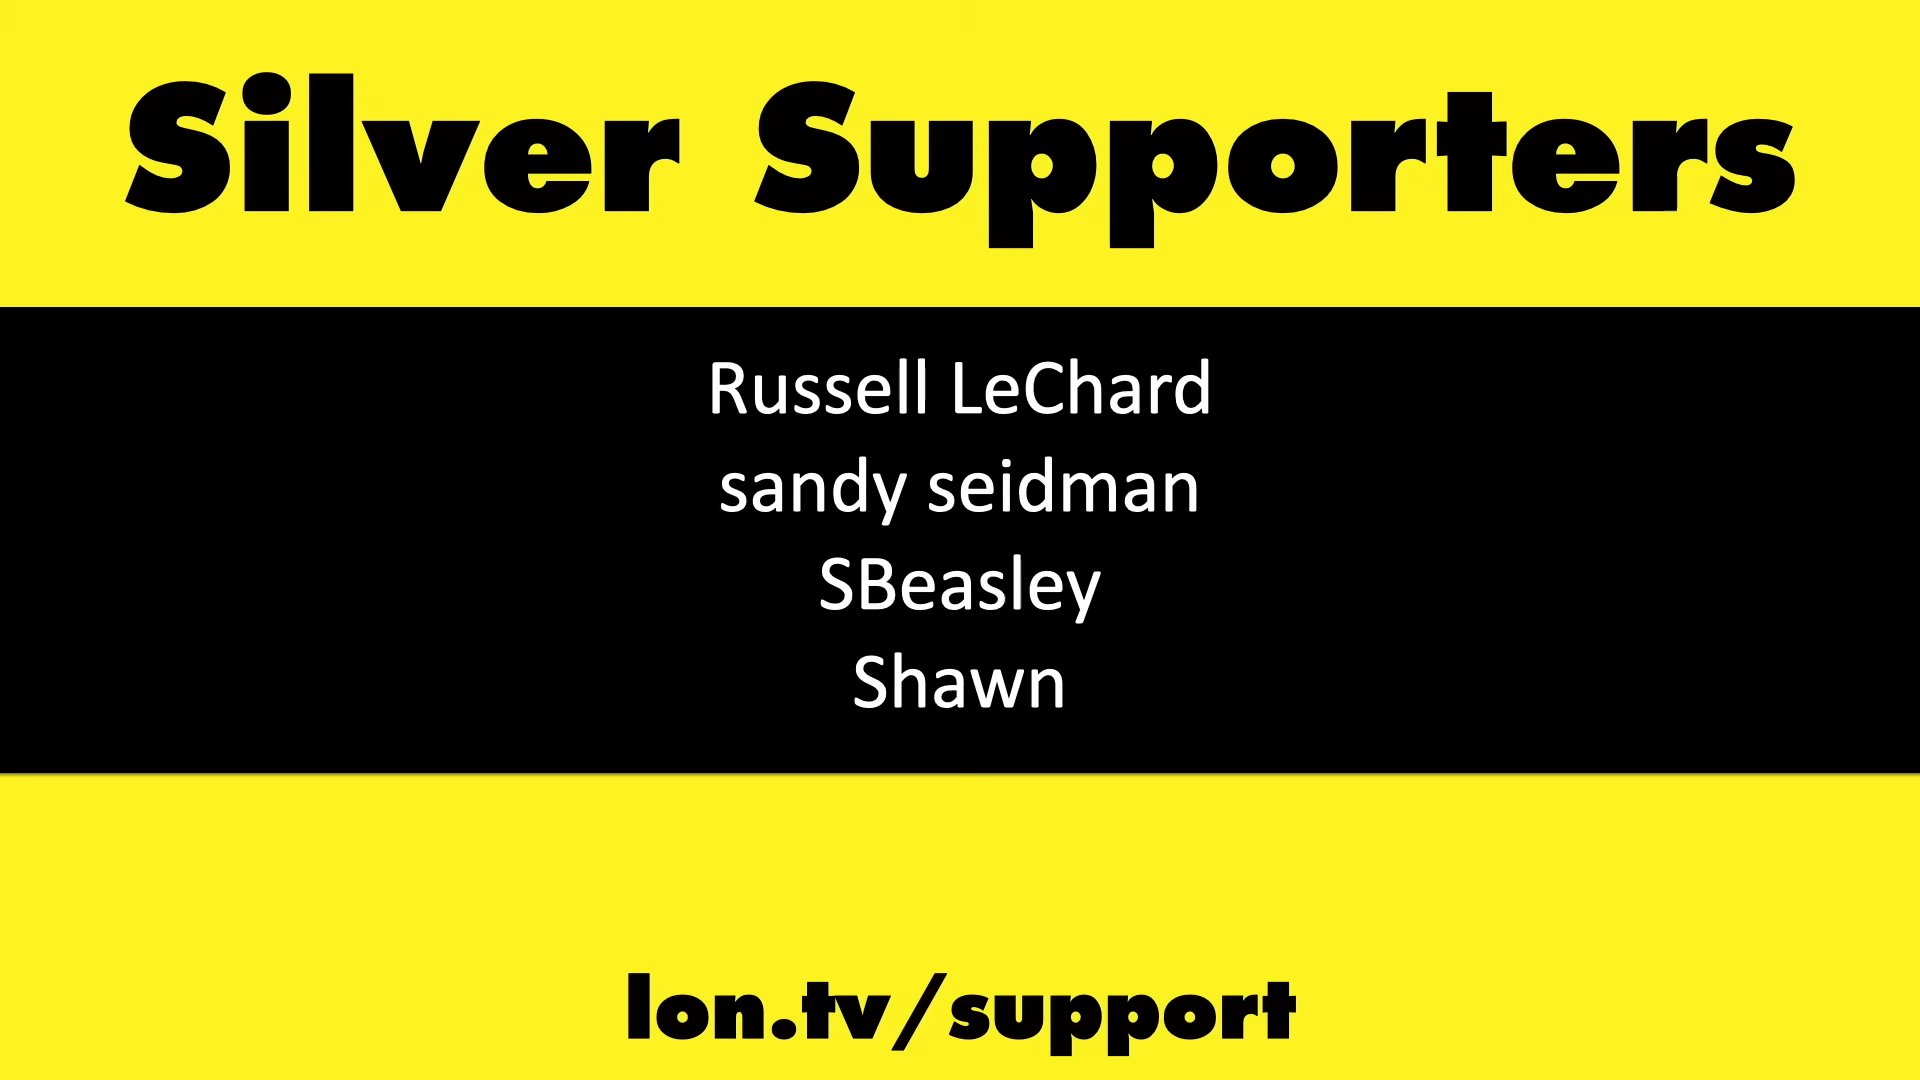 Silver Supporters
Russell LeChard
sandy seidman
SBeasley
Shawn
lon.tv/support